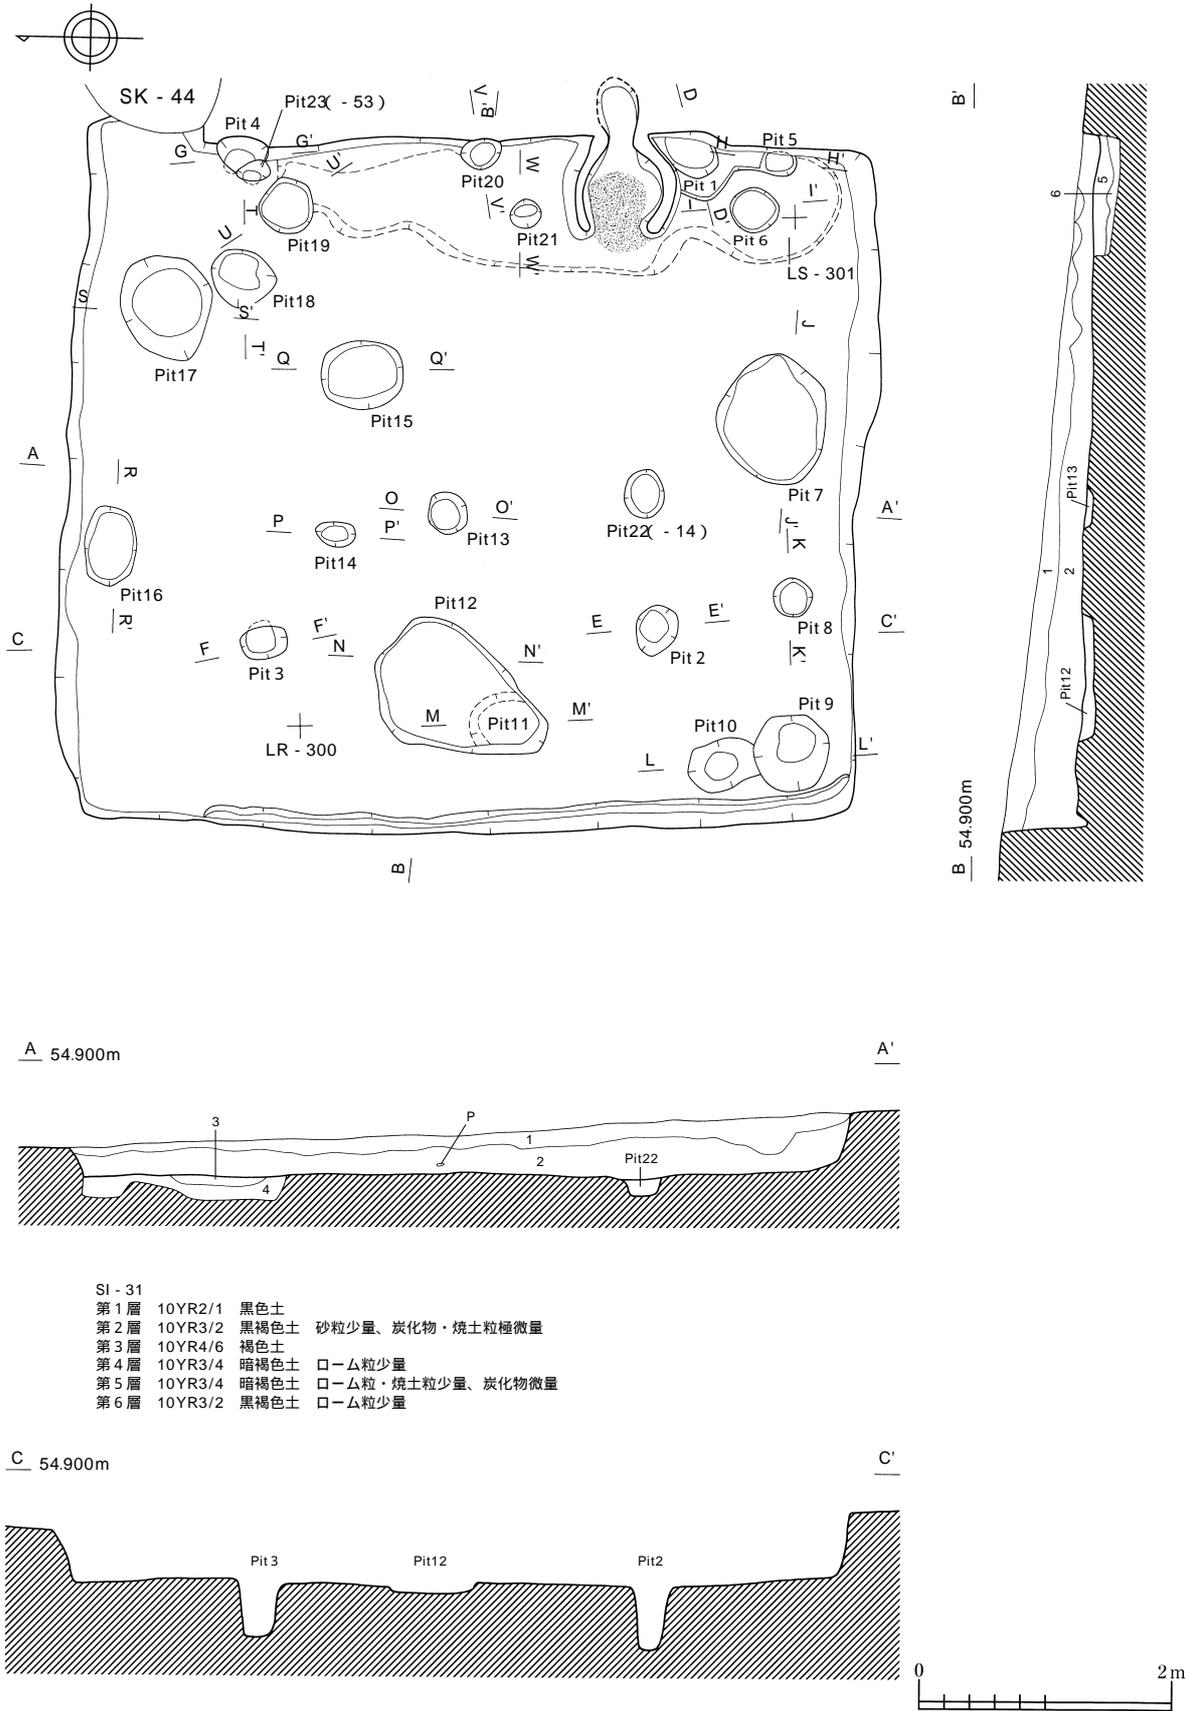 SK - 44
Pit23( - 53 )
V'
B'
D
B'
Pit 4
G
G'
U'
H
Pit 5
H'
Pit20
W
Pit 1
I
I'
T
V'
D'
Pit19
Pit21
Pit 6
U
W'
LS - 301
S
S'
Pit18
J
T'
Q
Q'
Pit17
Pit15
A
R
Pit 7
O
O'
A'
P
P'
Pit13
Pit22( - 14 )
J'
K
Pit14
Pit16
Pit12
R'
F
F'
E
E'
Pit 8
C
C'
N
N'
K'
Pit 3
Pit 2
M
Pit11
M'
Pit10
Pit 9
LR - 300
L
L'
B
6
5
Pit13
1
2
Pit12
B 54.900m
A 54.900m
A'
3
P
1
2
Pit22
4
SI - 31
第1層 10YR2/1 黒色土
第2層 10YR3/2 黒褐色土 砂粒少量、炭化物・焼土粒極微量
第3層 10YR4/6 褐色土
第4層 10YR3/4 暗褐色土 ローム粒少量
第5層 10YR3/4 暗褐色土 ローム粒・焼土粒少量、炭化物微量
第6層 10YR3/2 黒褐色土 ローム粒少量
C 54.900m
C'
Pit 3
Pit12
Pit2
0
2m